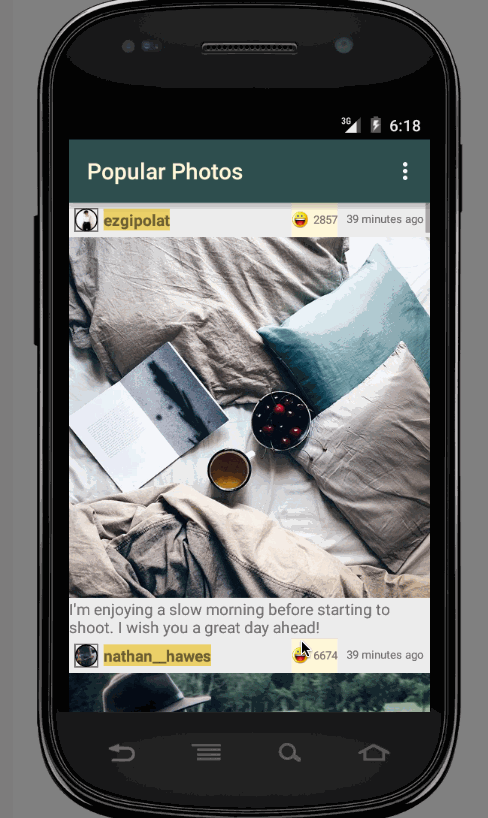 3G 6:18
Popular Photos
ezgipolat 2857 39 minutes ago
I'm enjoying a slow morning before starting to
shoot. I wish you a great day ahead!
nathan__hawes 6674 39 minutes ago